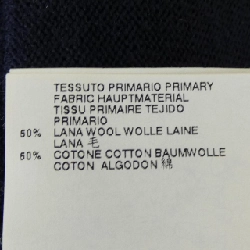 TESSUTO PRIMARIO PRIMARY
FABRIC HAUPTMATERIAL
TISSU PRIMAIRE TEJIDO
PRIMARIO
50% LANA WOOL WOLLE LAINE
LANA 毛
50% COTONE COTTON BAUMWOLLE
COTON ALGODON 綿